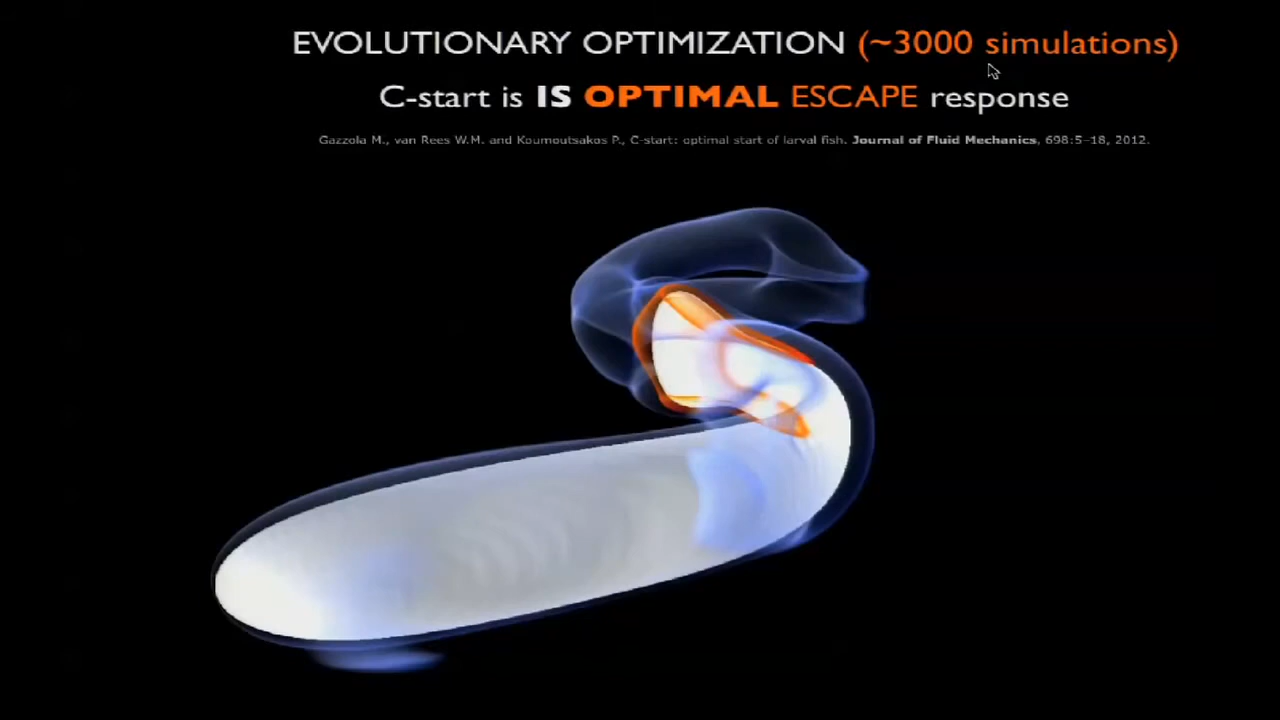 EVOLUTIONARY OPTIMIZATION (~3000 simulations)
C-start is IS OPTIMAL ESCAPE response
Gazzola M., van Rees W.M. and Koumoutsakos P., C-start: optimal start of larval fish. Journal of Fluid Mechanics, 698:5-18, 2012.